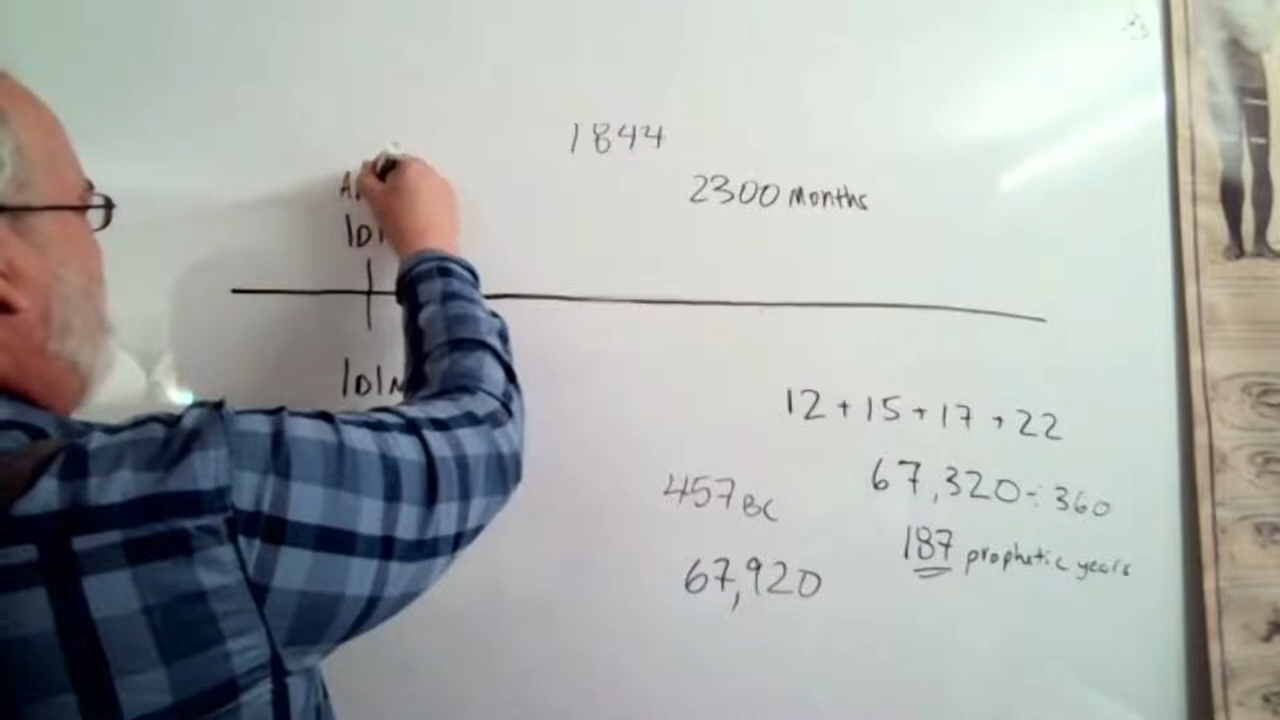 1844
2300 Months
12 + 15 + 17 + 22
457 BC
67,320 ÷ 360
187 prophetic years
67,920